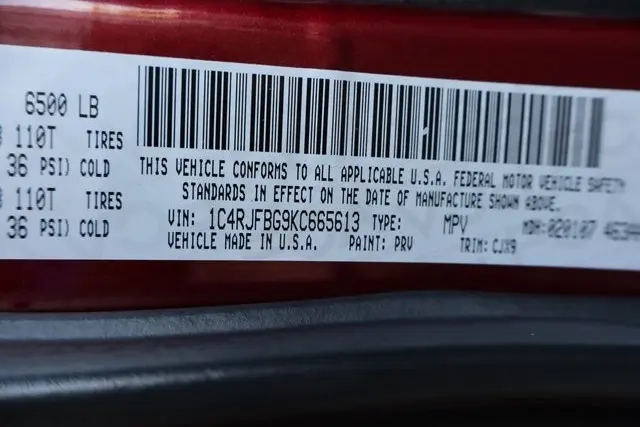 6500 LB
110T TIRES
36 PSI) COLD
110T TIRES
36 PSI) COLD
THIS VEHICLE CONFORMS TO ALL APPLICABLE U.S.A. FEDERAL MOTOR VEHICLE SAFETY
STANDARDS IN EFFECT ON THE DATE OF MANUFACTURE SHOWN ABOVE.
VIN: 1C4RJFBG9KC665613 TYPE: MPV MDH: 020107
VEHICLE MADE IN U.S.A. PAINT: PRV TRIM: CJX9